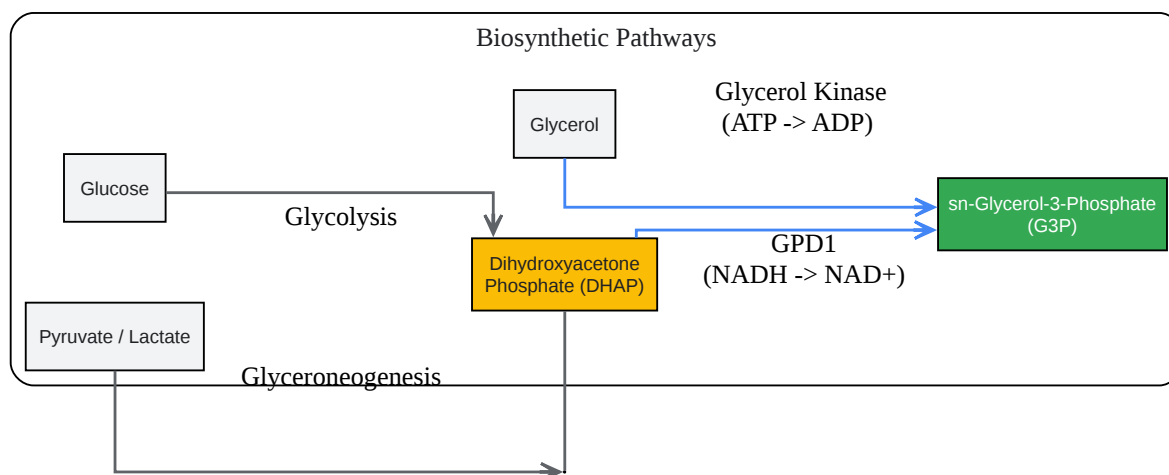 Biosynthetic Pathways
Glycerol Kinase
(ATP -> ADP)
Glycerol
Glucose
Glycolysis
sn-Glycerol-3-Phosphate
(G3P)
GPD1
(NADH -> NAD+)
Dihydroxyacetone
Phosphate (DHAP)
Pyruvate / Lactate
Glyceroneogenesis